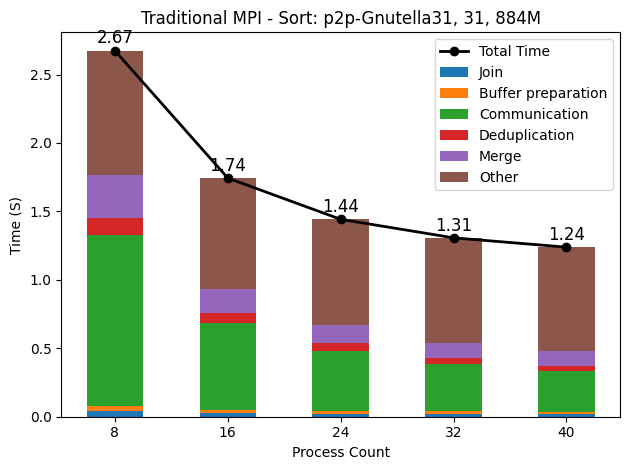 Traditional MPI - Sort: p2p-Gnutella31, 31, 884M
Total Time
Join
Buffer preparation
Communication
Deduplication
Merge
Other
2.67
1.74
1.44
1.31
1.24
Time (S)
2.5
2.0
1.5
1.0
0.5
0.0
8 16 24 32 40
Process Count